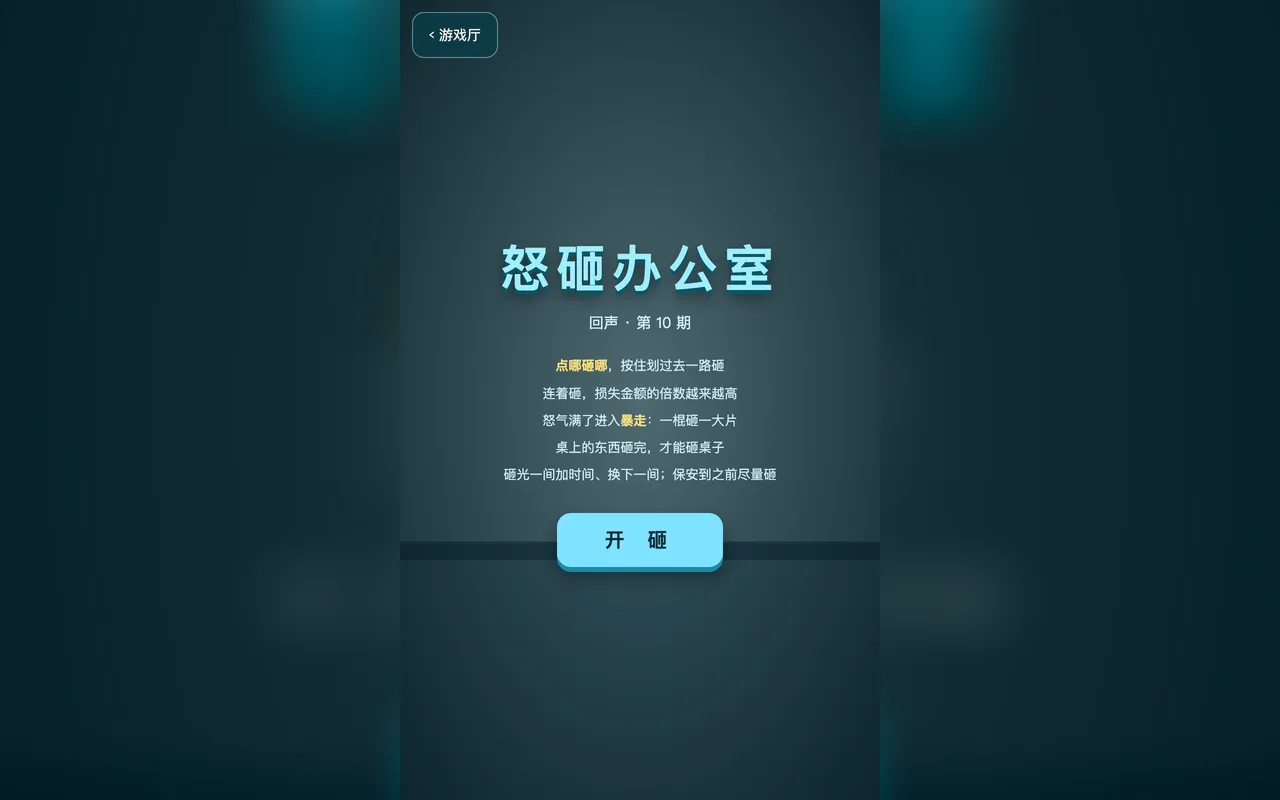 < 游戏厅
怒砸办公室
回声 · 第 10 期
点哪砸哪，按住划过去一路砸
连着砸，损失金额的倍数越来越高
怒气满了进入暴走：一棍砸一大片
桌上的东西砸完，才能砸桌子
砸光一间加时间、换下一间；保安到之前尽量砸
开 砸